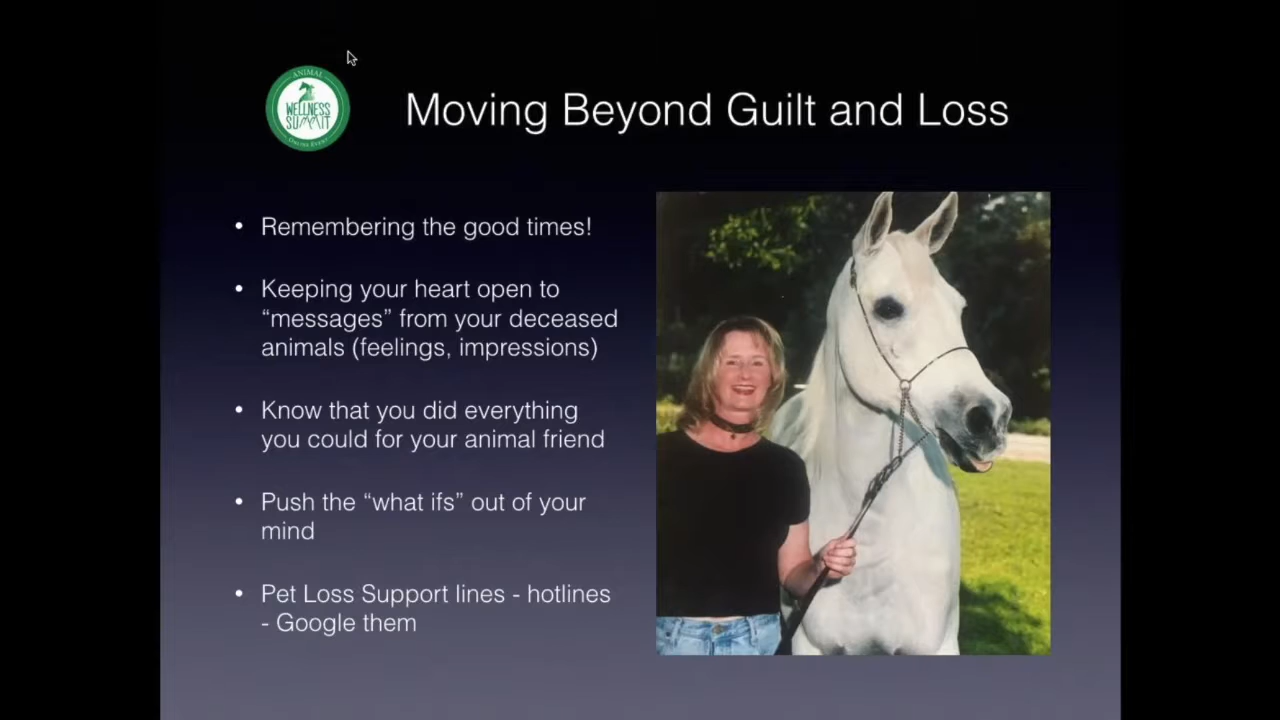 ANIMAL
WELLNESS
SUMMIT
ONLINE EVENT
Moving Beyond Guilt and Loss
• Remembering the good times!
• Keeping your heart open to
“messages” from your deceased
animals (feelings, impressions)
• Know that you did everything
you could for your animal friend
• Push the “what ifs” out of your
mind
• Pet Loss Support lines - hotlines
- Google them